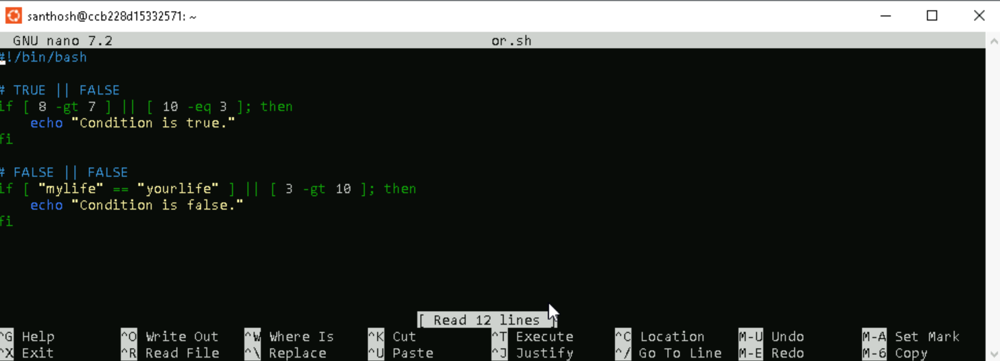 santhosh@ccb228d15332571: ~
GNU nano 7.2 or.sh
#!/bin/bash
# TRUE || FALSE
if [ 8 -gt 7 ] || [ 10 -eq 3 ]; then
    echo "Condition is true."
fi
# FALSE || FALSE
if [ "mylife" == "yourlife" ] || [ 3 -gt 10 ]; then
    echo "Condition is false."
fi
[ Read 12 lines ]
^G Help ^O Write Out ^W Where Is ^K Cut ^T Execute ^C Location M-U Undo M-A Set Mark
^X Exit ^R Read File ^\ Replace ^U Paste ^J Justify ^/ Go To Line M-E Redo M-6 Copy